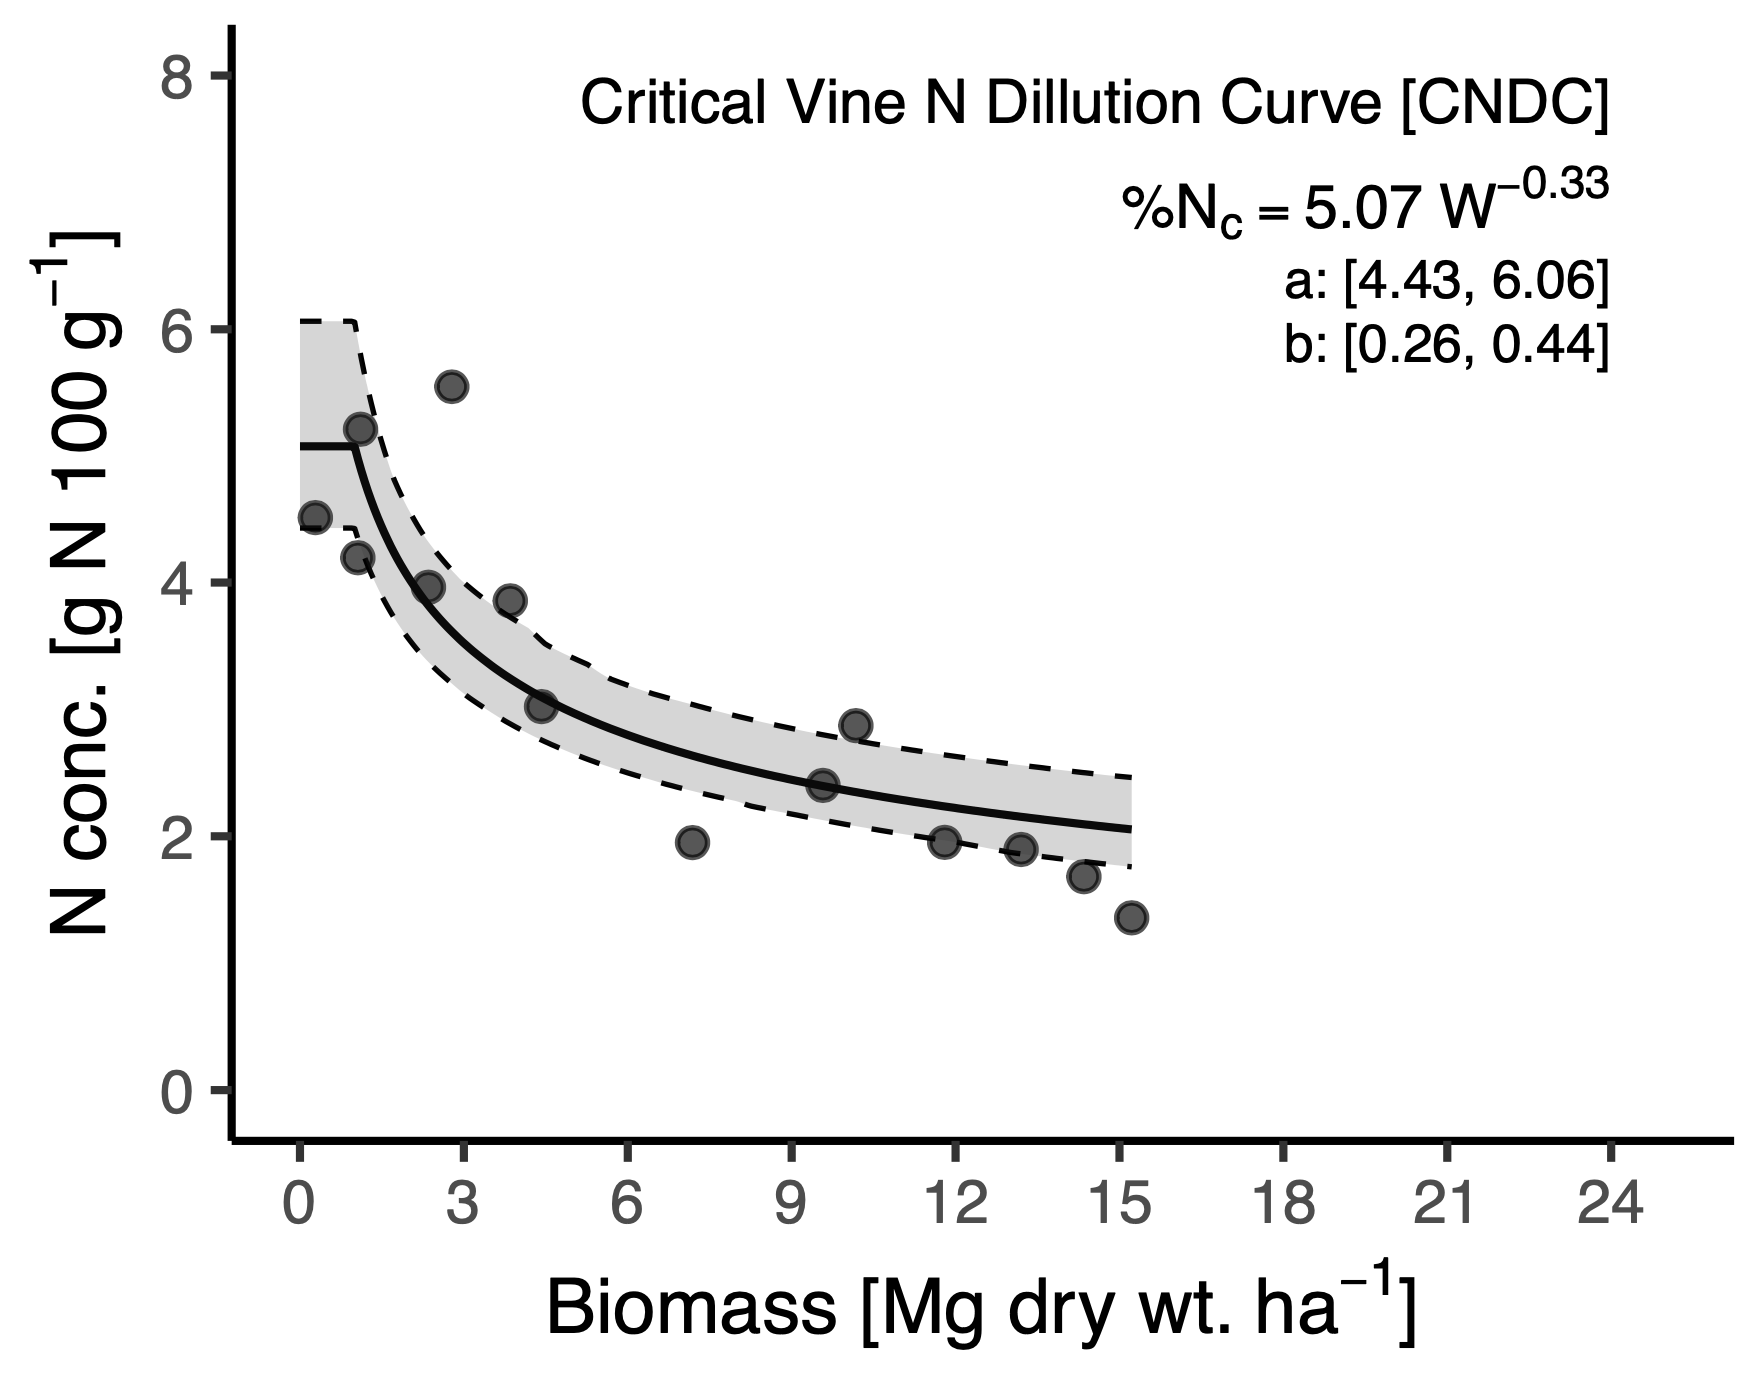 Critical Vine N Dillution Curve [CNDC]
%Nc = 5.07 W−0.33
a: [4.43, 6.06]
b: [0.26, 0.44]
N conc. [g N 100 g−1]
8
6
4
2
0
0 3 6 9 12 15 18 21 24
Biomass [Mg dry wt. ha−1]